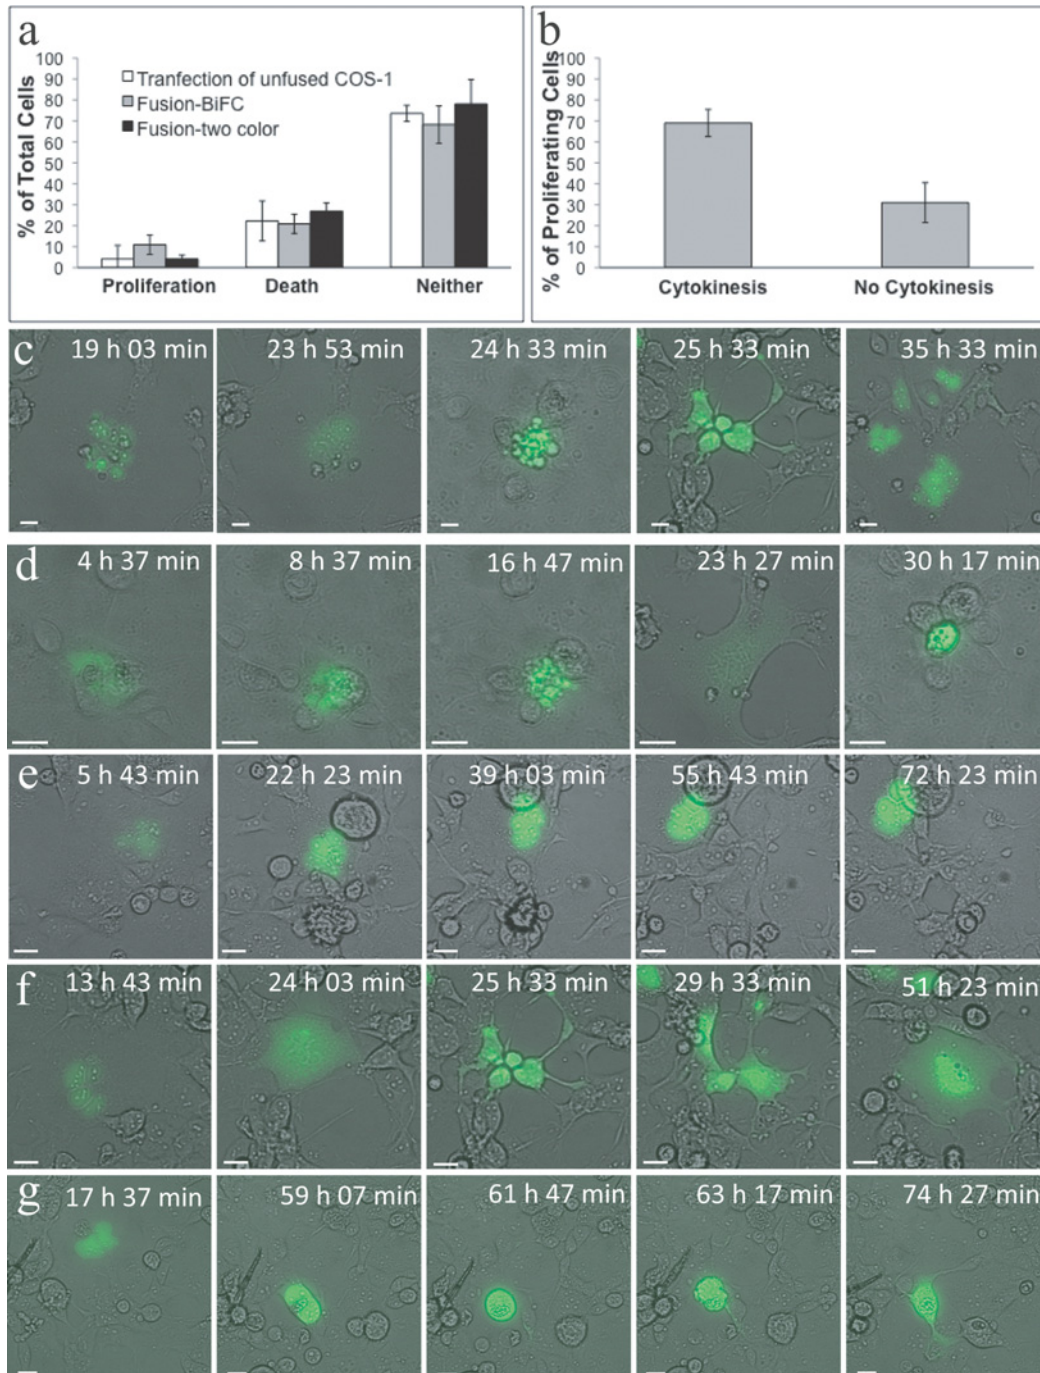 a
100
90
80
70
60
50
40
30
20
10
0
% of Total Cells
Tranfection of unfused COS-1
Fusion-BiFC
Fusion-two color
Proliferation Death Neither
b
100
90
80
70
60
50
40
30
20
10
0
% of Proliferating Cells
Cytokinesis No Cytokinesis
c 19 h 03 min 23 h 53 min 24 h 33 min 25 h 33 min 35 h 33 min
d 4 h 37 min 8 h 37 min 16 h 47 min 23 h 27 min 30 h 17 min
e 5 h 43 min 22 h 23 min 39 h 03 min 55 h 43 min 72 h 23 min
f 13 h 43 min 24 h 03 min 25 h 33 min 29 h 33 min 51 h 23 min
g 17 h 37 min 59 h 07 min 61 h 47 min 63 h 17 min 74 h 27 min